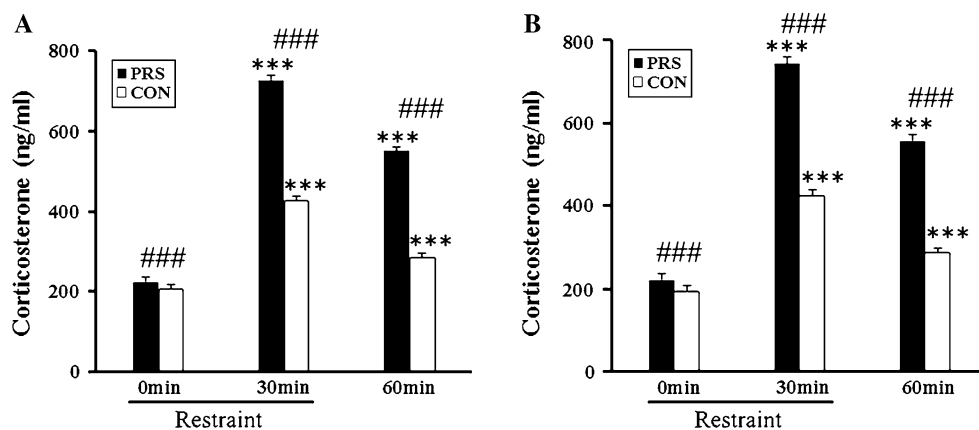 A
Corticosterone (ng/ml)
800
600
400
200
0
PRS
CON
###
###
***
***
###
***
***
0min 30min 60min
Restraint
B
Corticosterone (ng/ml)
800
600
400
200
0
PRS
CON
###
###
***
***
###
***
***
0min 30min 60min
Restraint